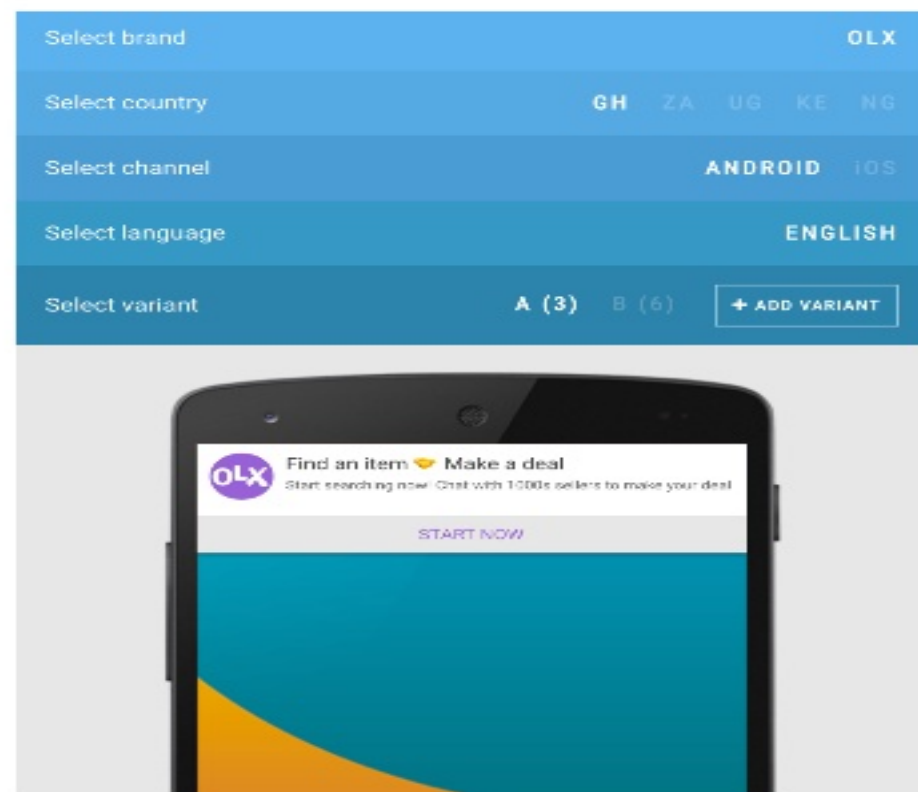 Select brand OLX
Select country GH ZA UG KE NG
Select channel ANDROID iOS
Select language ENGLISH
Select variant A (3) B (6) + ADD VARIANT
OLX
Find an item 🤝 Make a deal
Start searching now! Chat with 1000s sellers to make your deal
START NOW